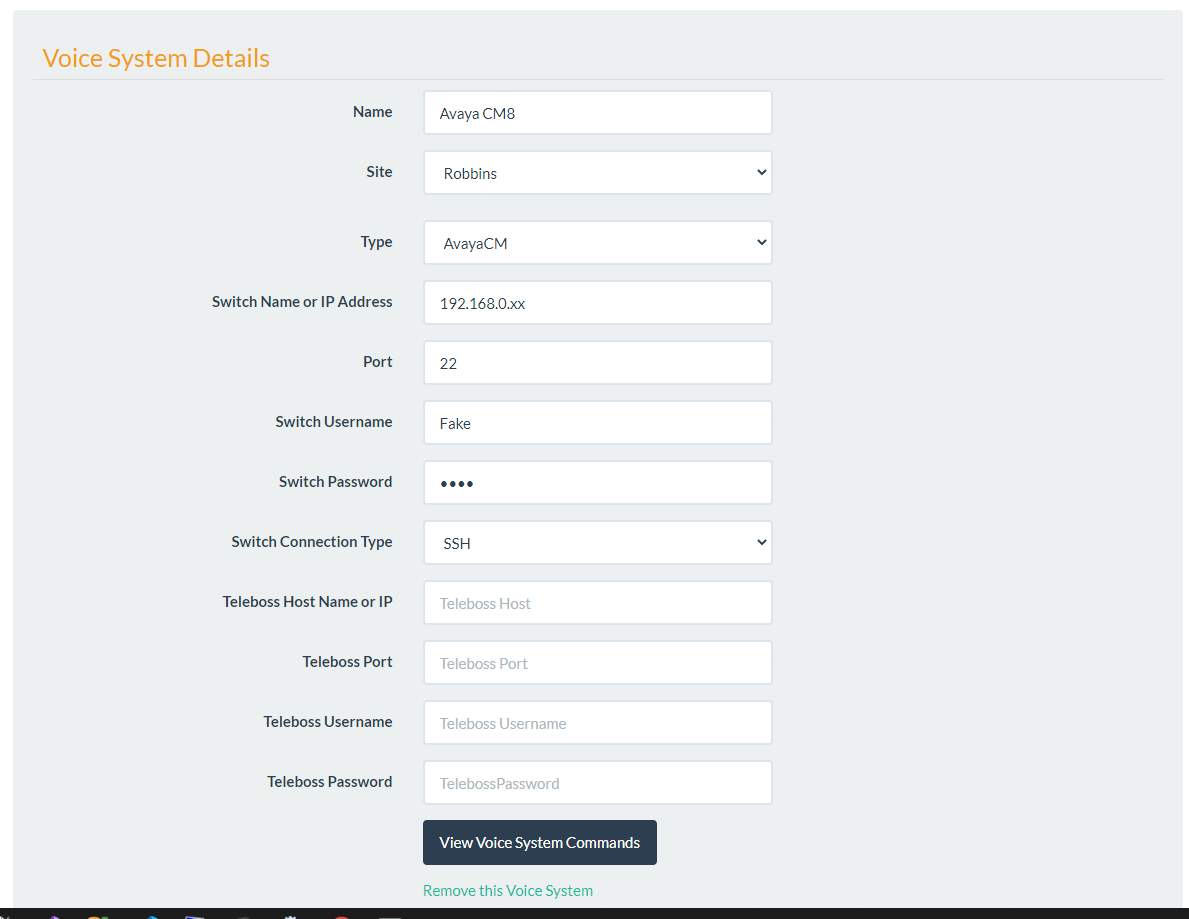 Voice System Details
Name Avaya CM8
Site Robbins
Type AvayaCM
Switch Name or IP Address 192.168.0.xx
Port 22
Switch Username Fake
Switch Password ••••
Switch Connection Type SSH
Teleboss Host Name or IP Teleboss Host
Teleboss Port Teleboss Port
Teleboss Username Teleboss Username
Teleboss Password TelebossPassword
View Voice System Commands
Remove this Voice System